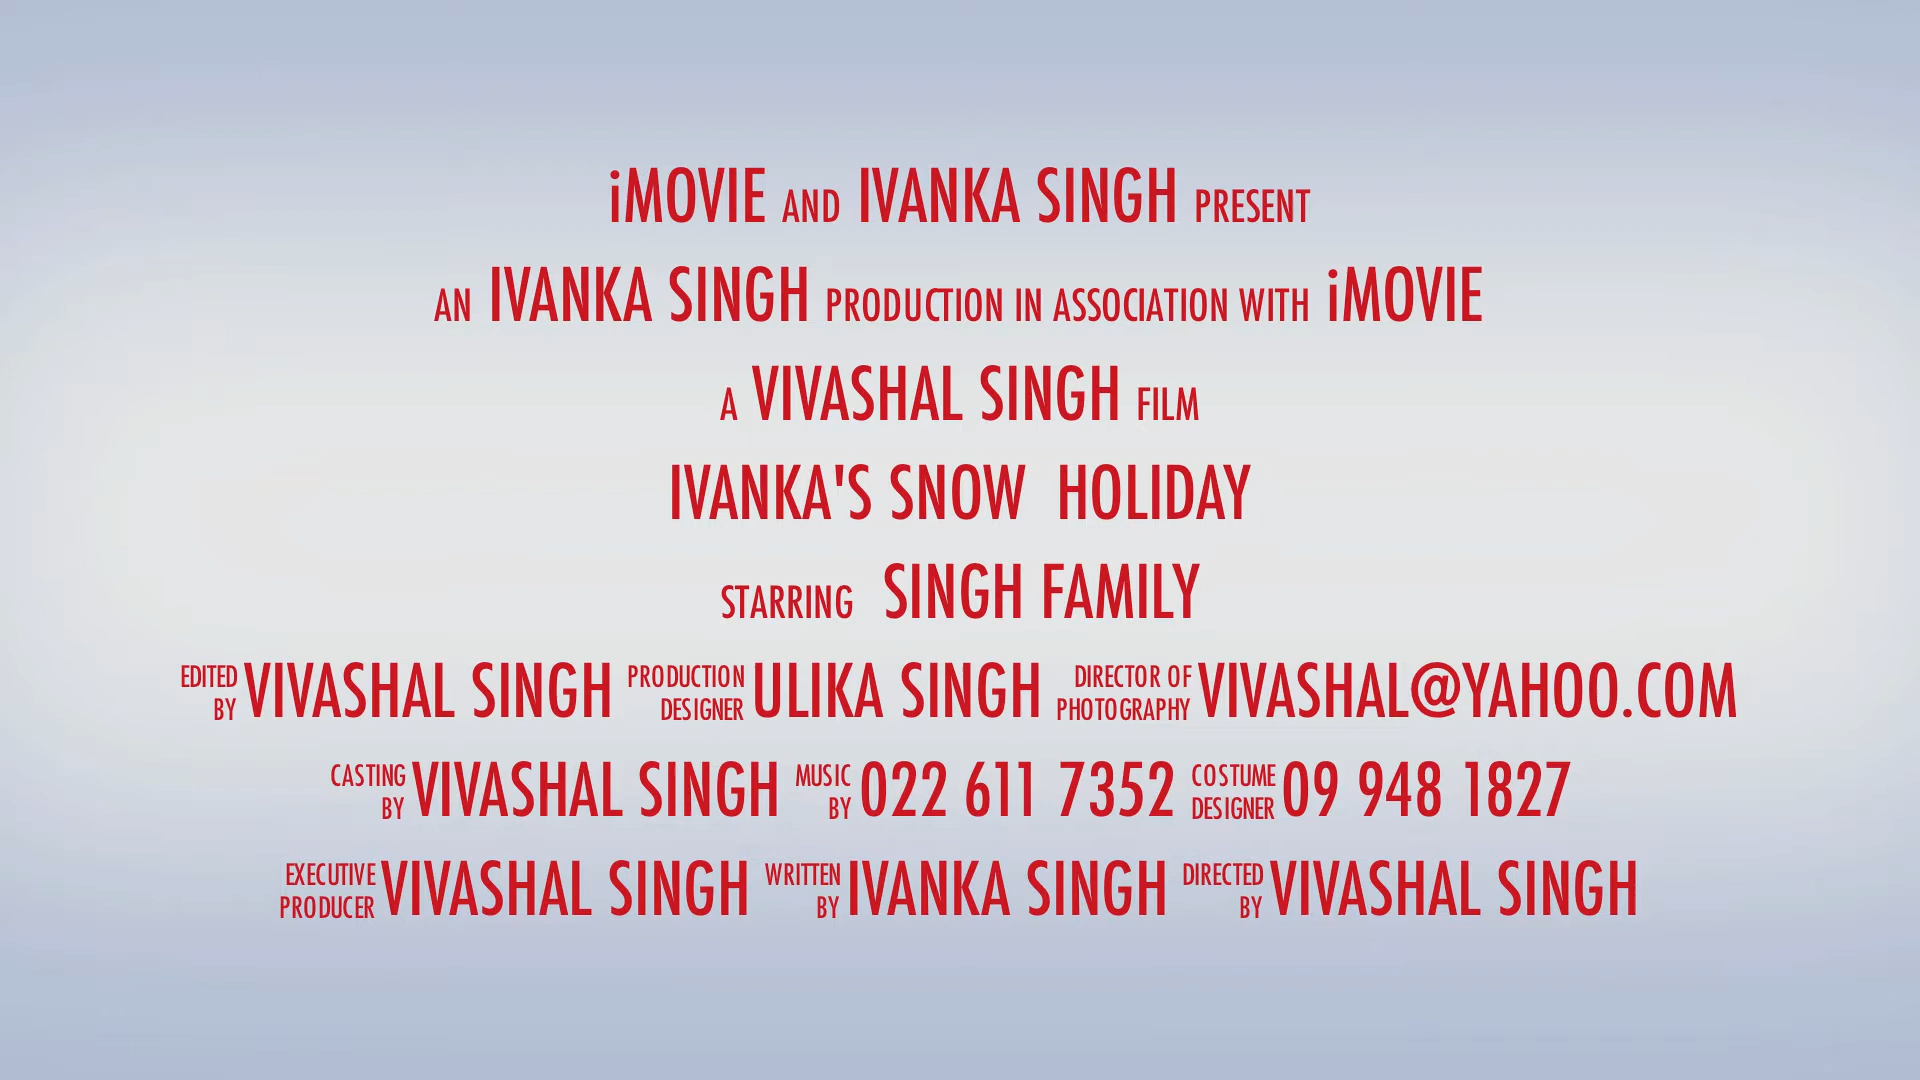 iMOVIE AND IVANKA SINGH PRESENT
AN IVANKA SINGH PRODUCTION IN ASSOCIATION WITH iMOVIE
A VIVASHAL SINGH FILM
IVANKA'S SNOW  HOLIDAY
STARRING  SINGH FAMILY
EDITED BY VIVASHAL SINGH PRODUCTION DESIGNER ULIKA SINGH DIRECTOR OF PHOTOGRAPHY VIVASHAL@YAHOO.COM
CASTING BY VIVASHAL SINGH MUSIC BY 022 611 7352 COSTUME DESIGNER 09 948 1827
EXECUTIVE PRODUCER VIVASHAL SINGH WRITTEN BY IVANKA SINGH DIRECTED BY VIVASHAL SINGH